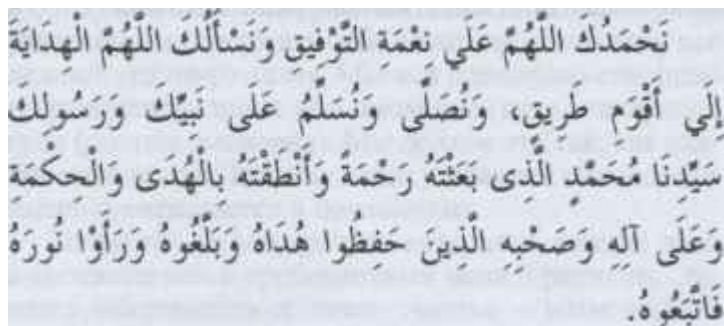 نَحْمَدُكَ اللَّهُمَّ عَلَي نِعْمَةِ التَّوْفِيقِ وَنَسْأَلُكَ اللَّهُمَّ الْهِدَايَةَ
إِلَي أَقْوَمِ طَرِيقٍ، وَنُصَلِّى وَنُسَلِّمُ عَلَى نَبِيِّكَ وَرَسُولِكَ
سَيِّدِنَا مُحَمَّدٍ الَّذِى بَعَثْتَهُ رَحْمَةً وَأَنْطَقْتَهُ بِالْهُدَى وَالْحِكْمَةِ
وَعَلَى آلِهِ وَصَحْبِهِ الَّذِينَ حَفِظُوا هُدَاهُ وَبَلَّغُوهُ وَرَأَوْا نُورَهُ
فَاتَّبَعُوهُ.